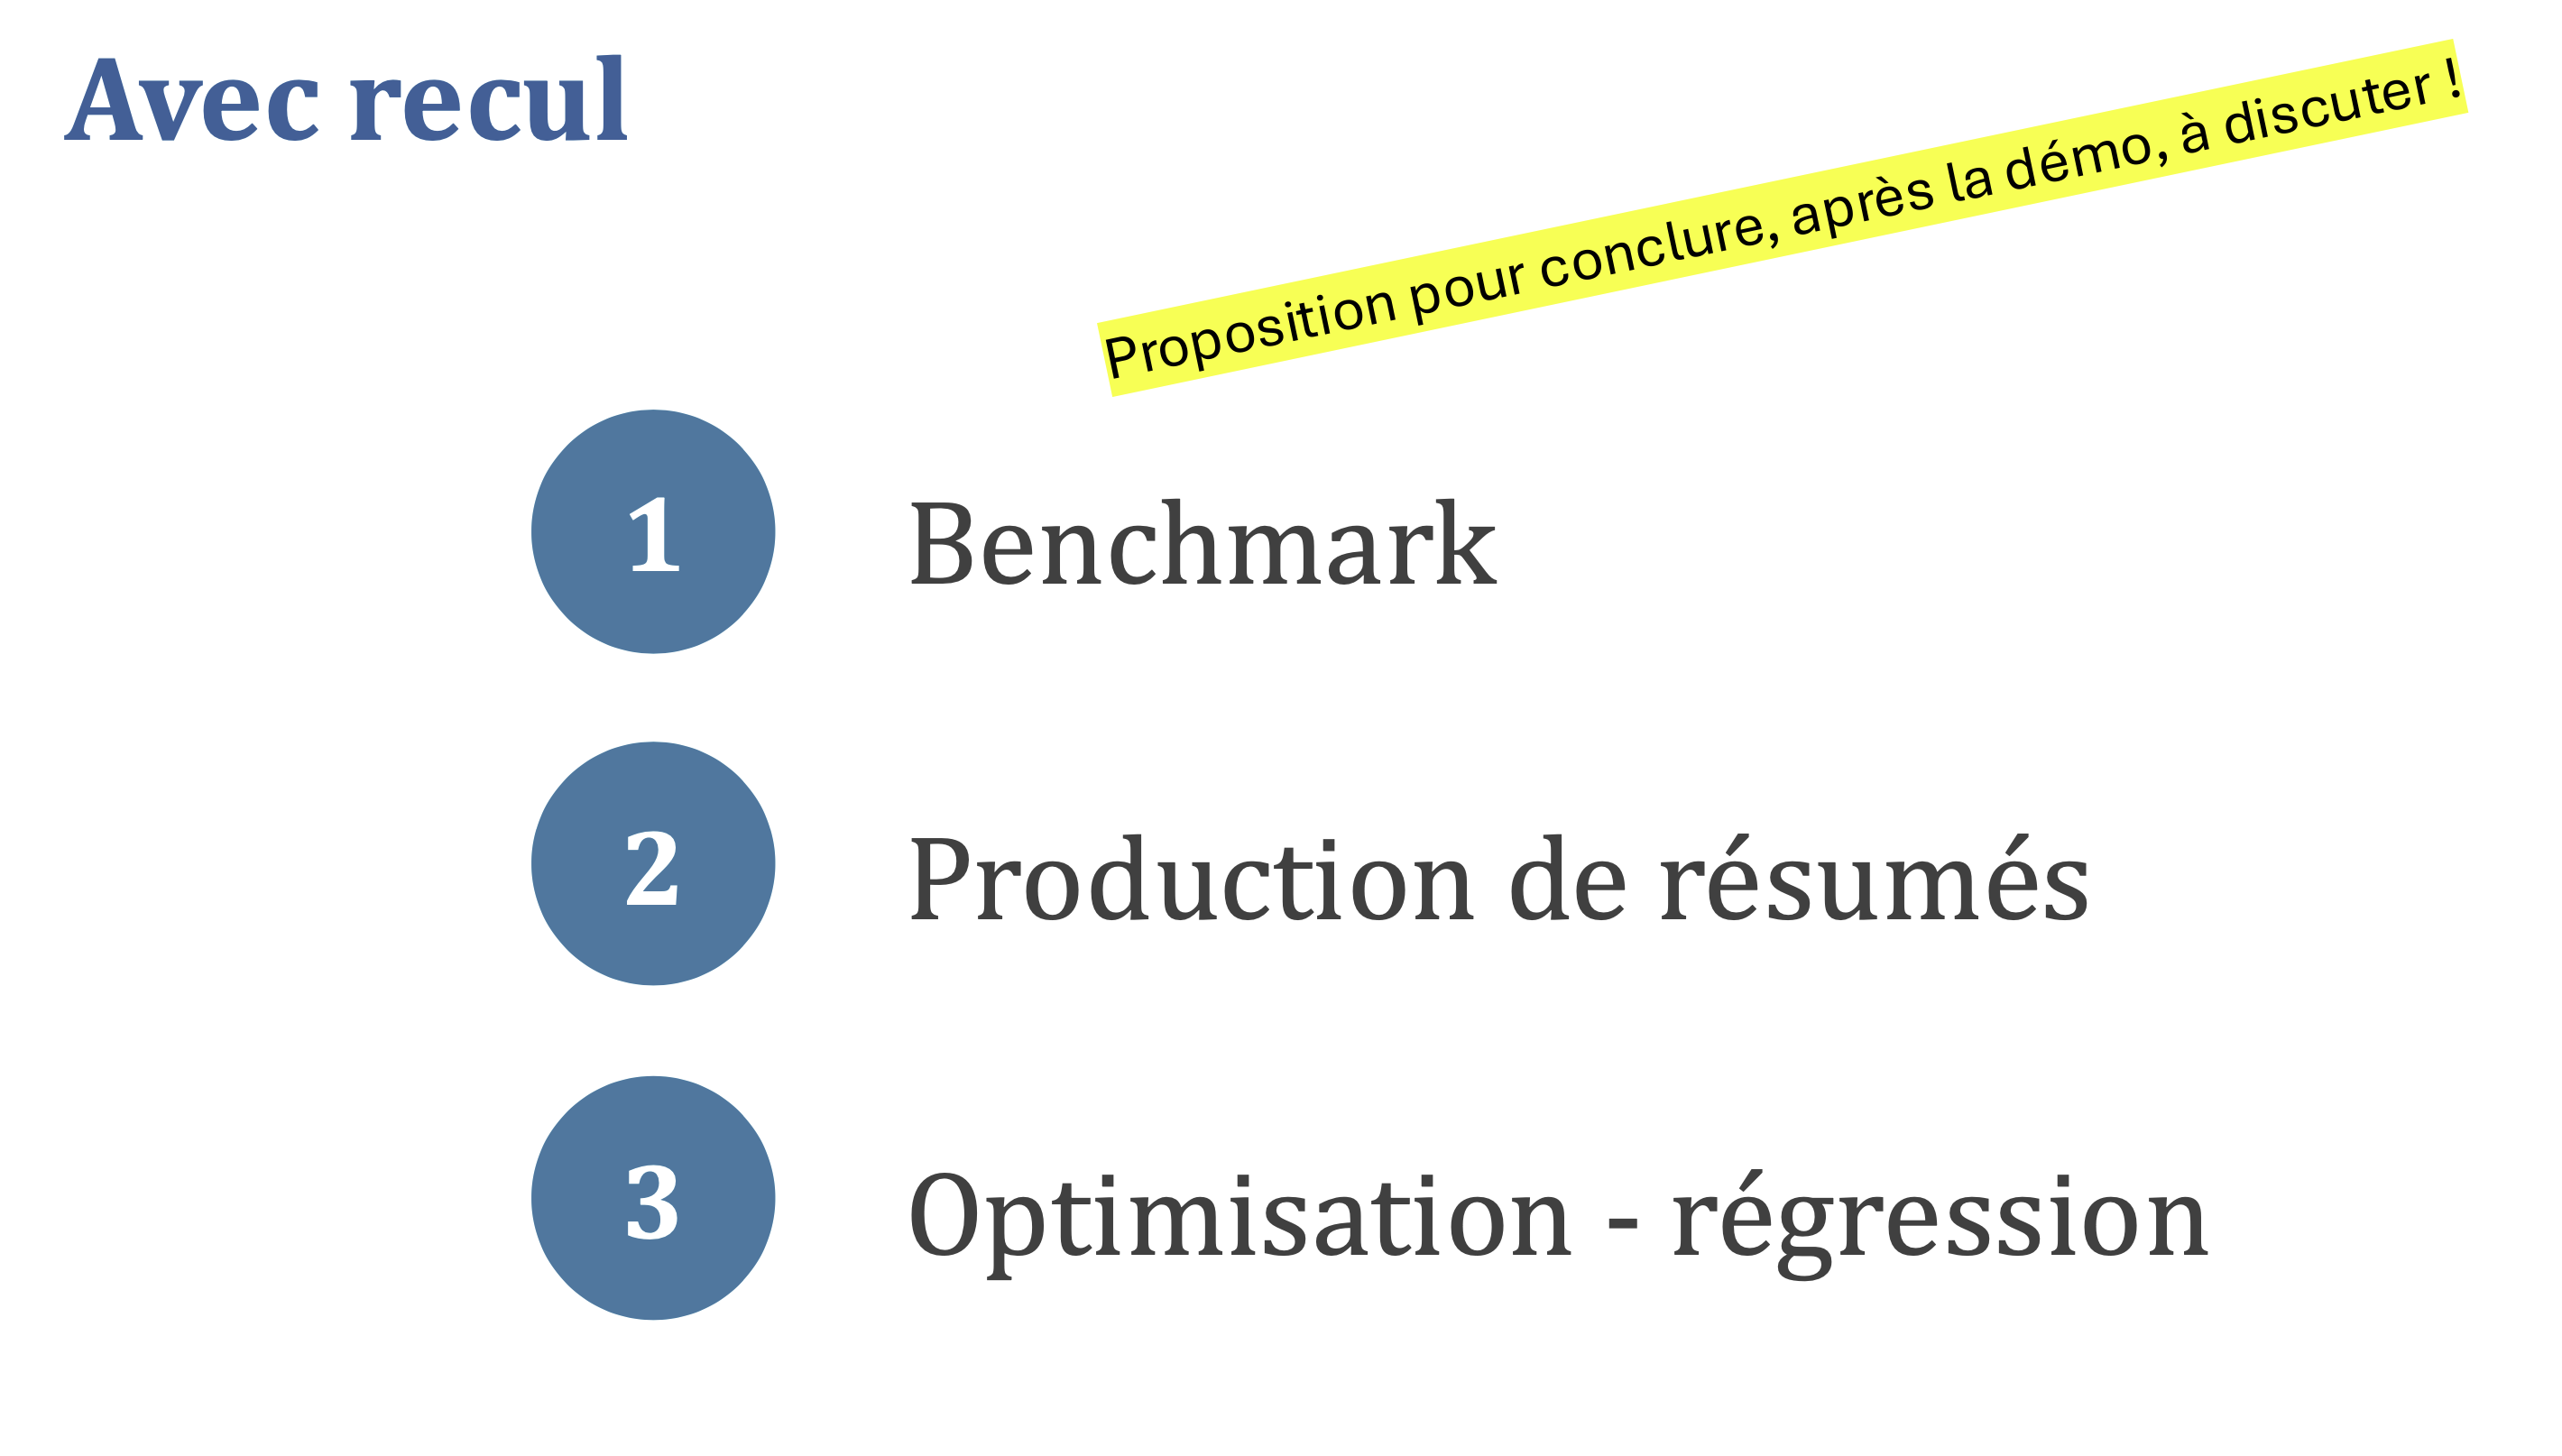 Avec recul
Proposition pour conclure, après la démo, à discuter !
1
Benchmark
2
Production de résumés
3
Optimisation - régression